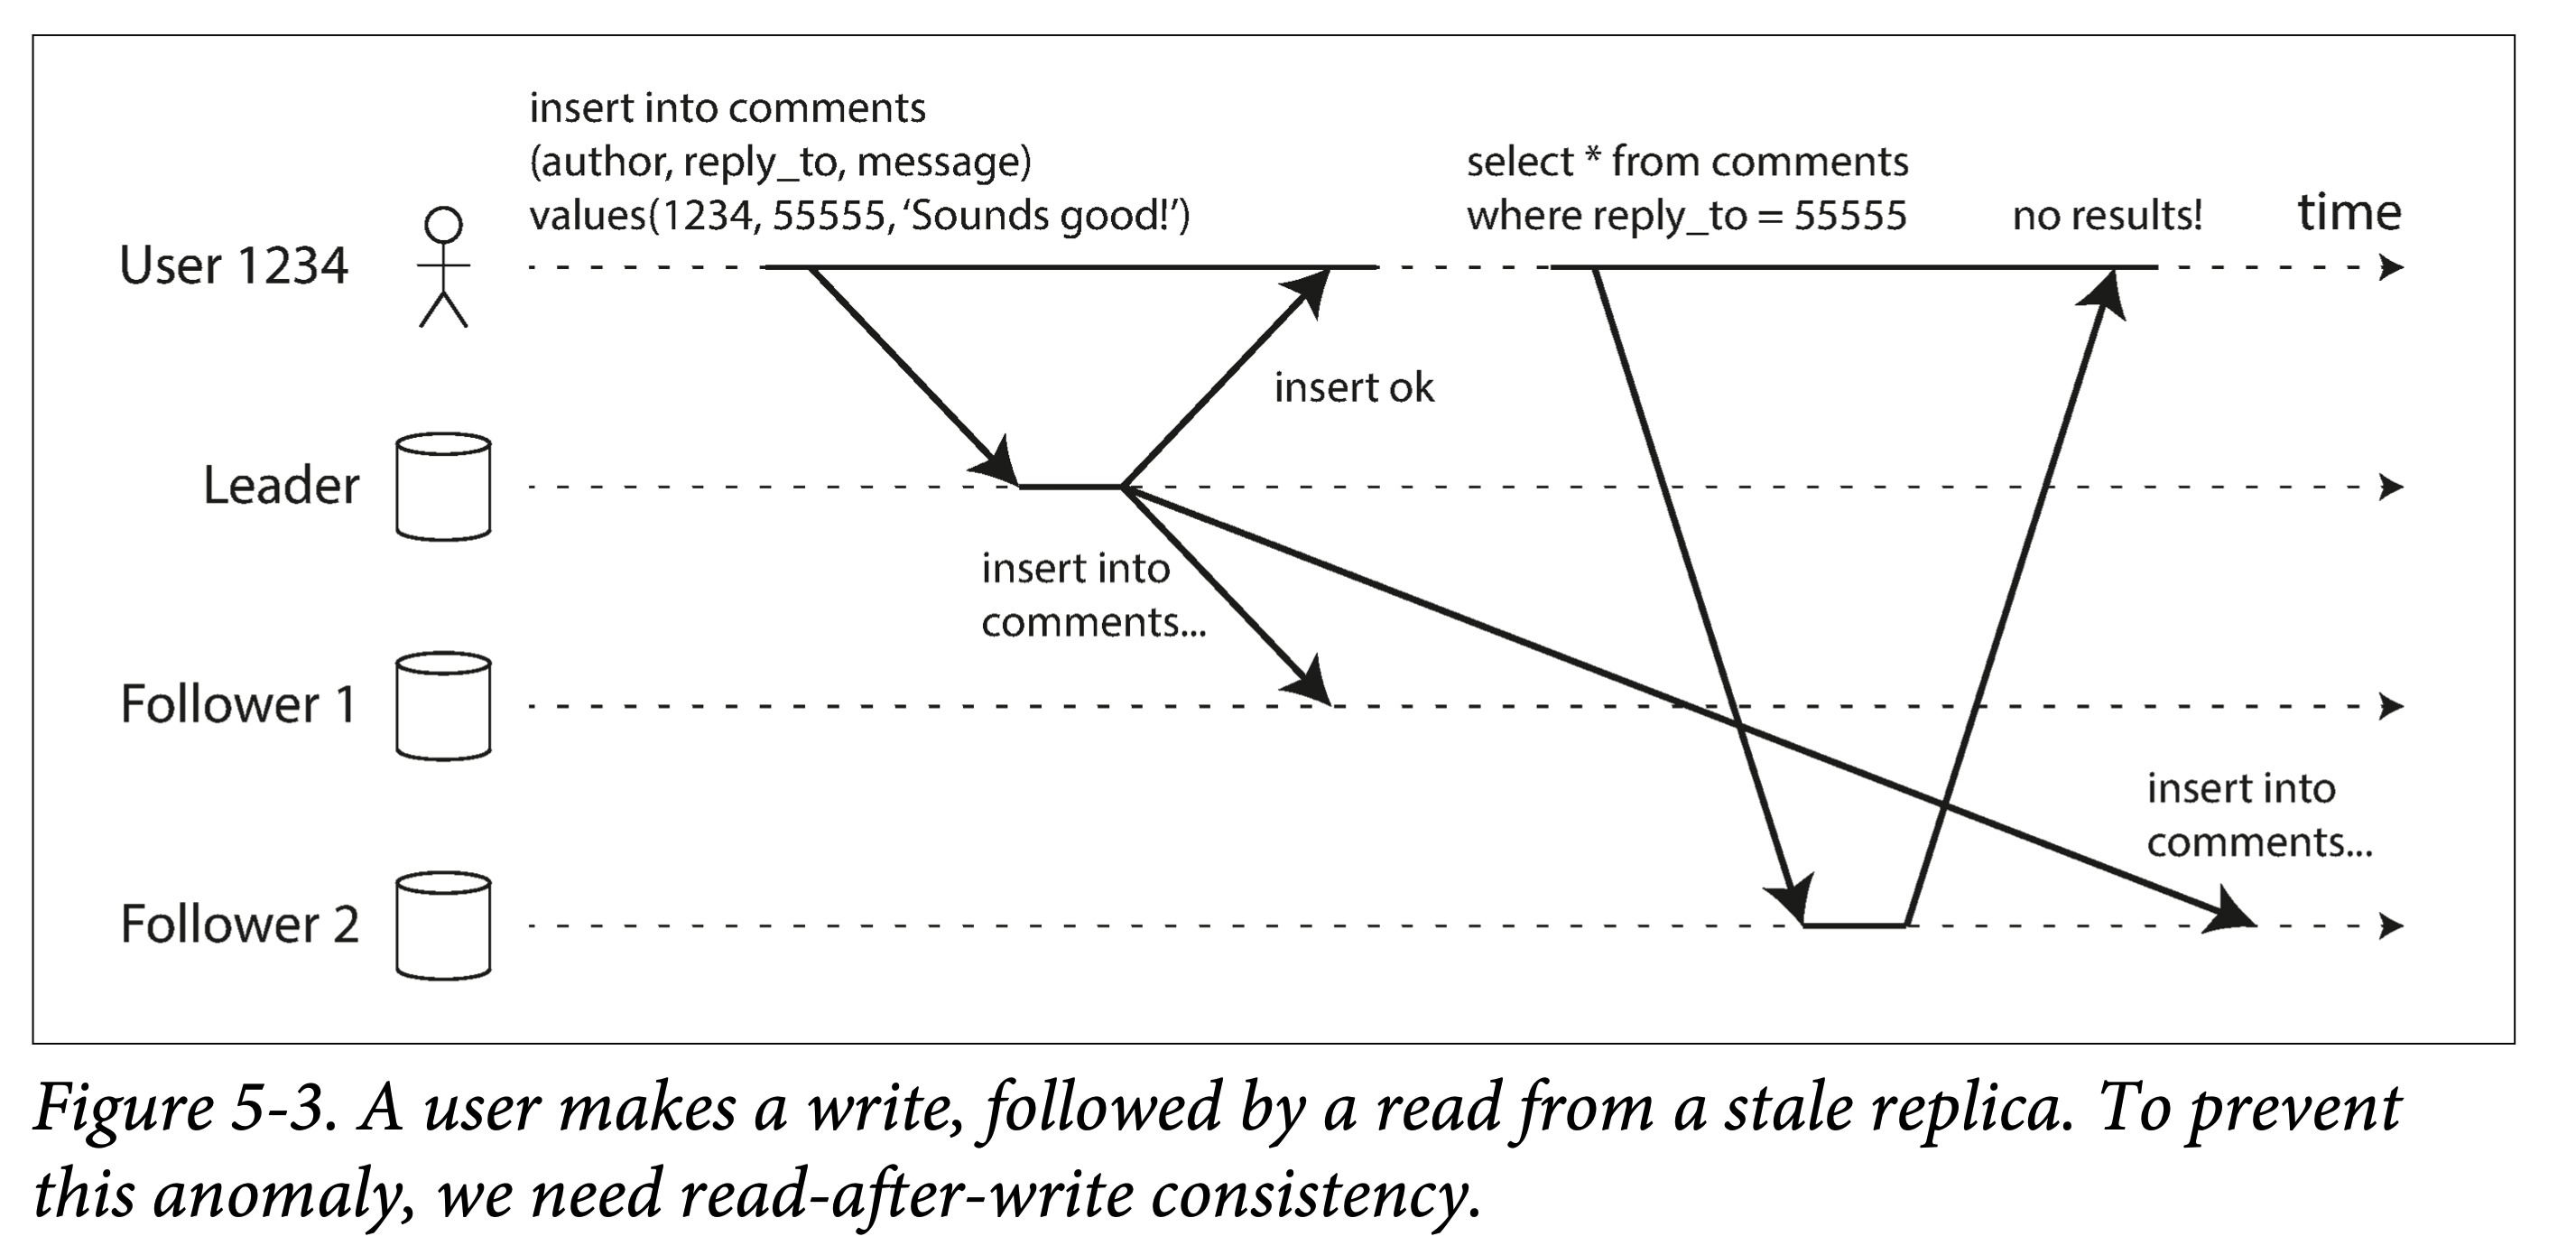 insert into comments
(author, reply_to, message)
values(1234, 55555, ‘Sounds good!’)
select * from comments
where reply_to = 55555
no results!
time
User 1234
insert ok
Leader
insert into
comments...
Follower 1
insert into
comments...
Follower 2
Figure 5-3. A user makes a write, followed by a read from a stale replica. To prevent
this anomaly, we need read-after-write consistency.